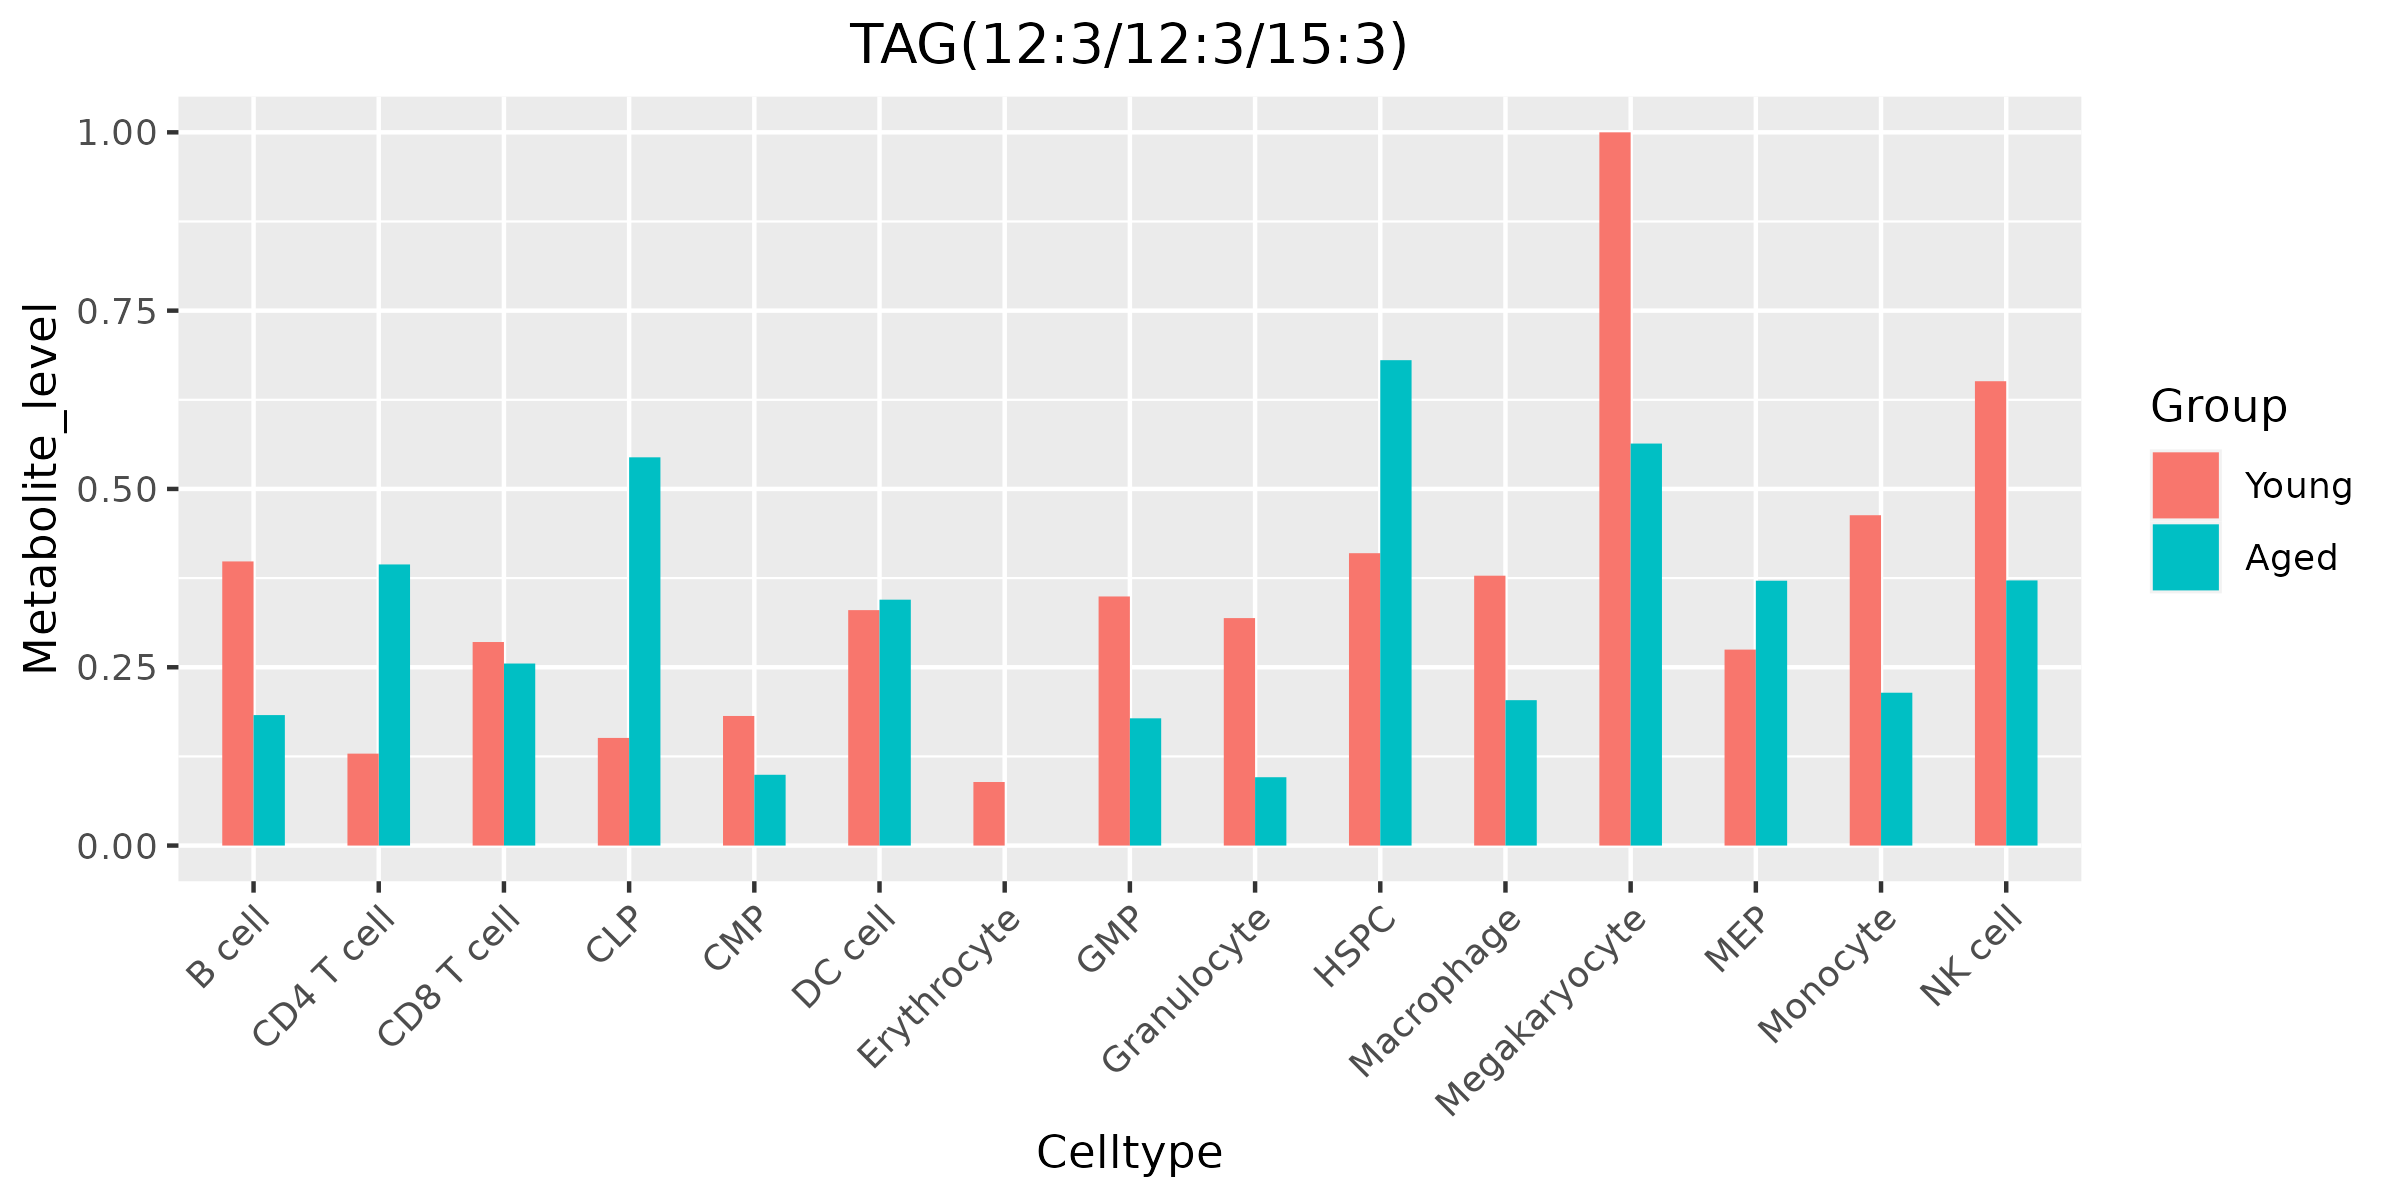 TAG(12:3/12:3/15:3)
Metabolite_level
1.00
0.75
0.50
0.25
0.00
B cell
CD4 T cell
CD8 T cell
CLP
CMP
DC cell
Erythrocyte
GMP
Granulocyte
HSPC
Macrophage
Megakaryocyte
MEP
Monocyte
NK cell
Celltype
Group
Young
Aged